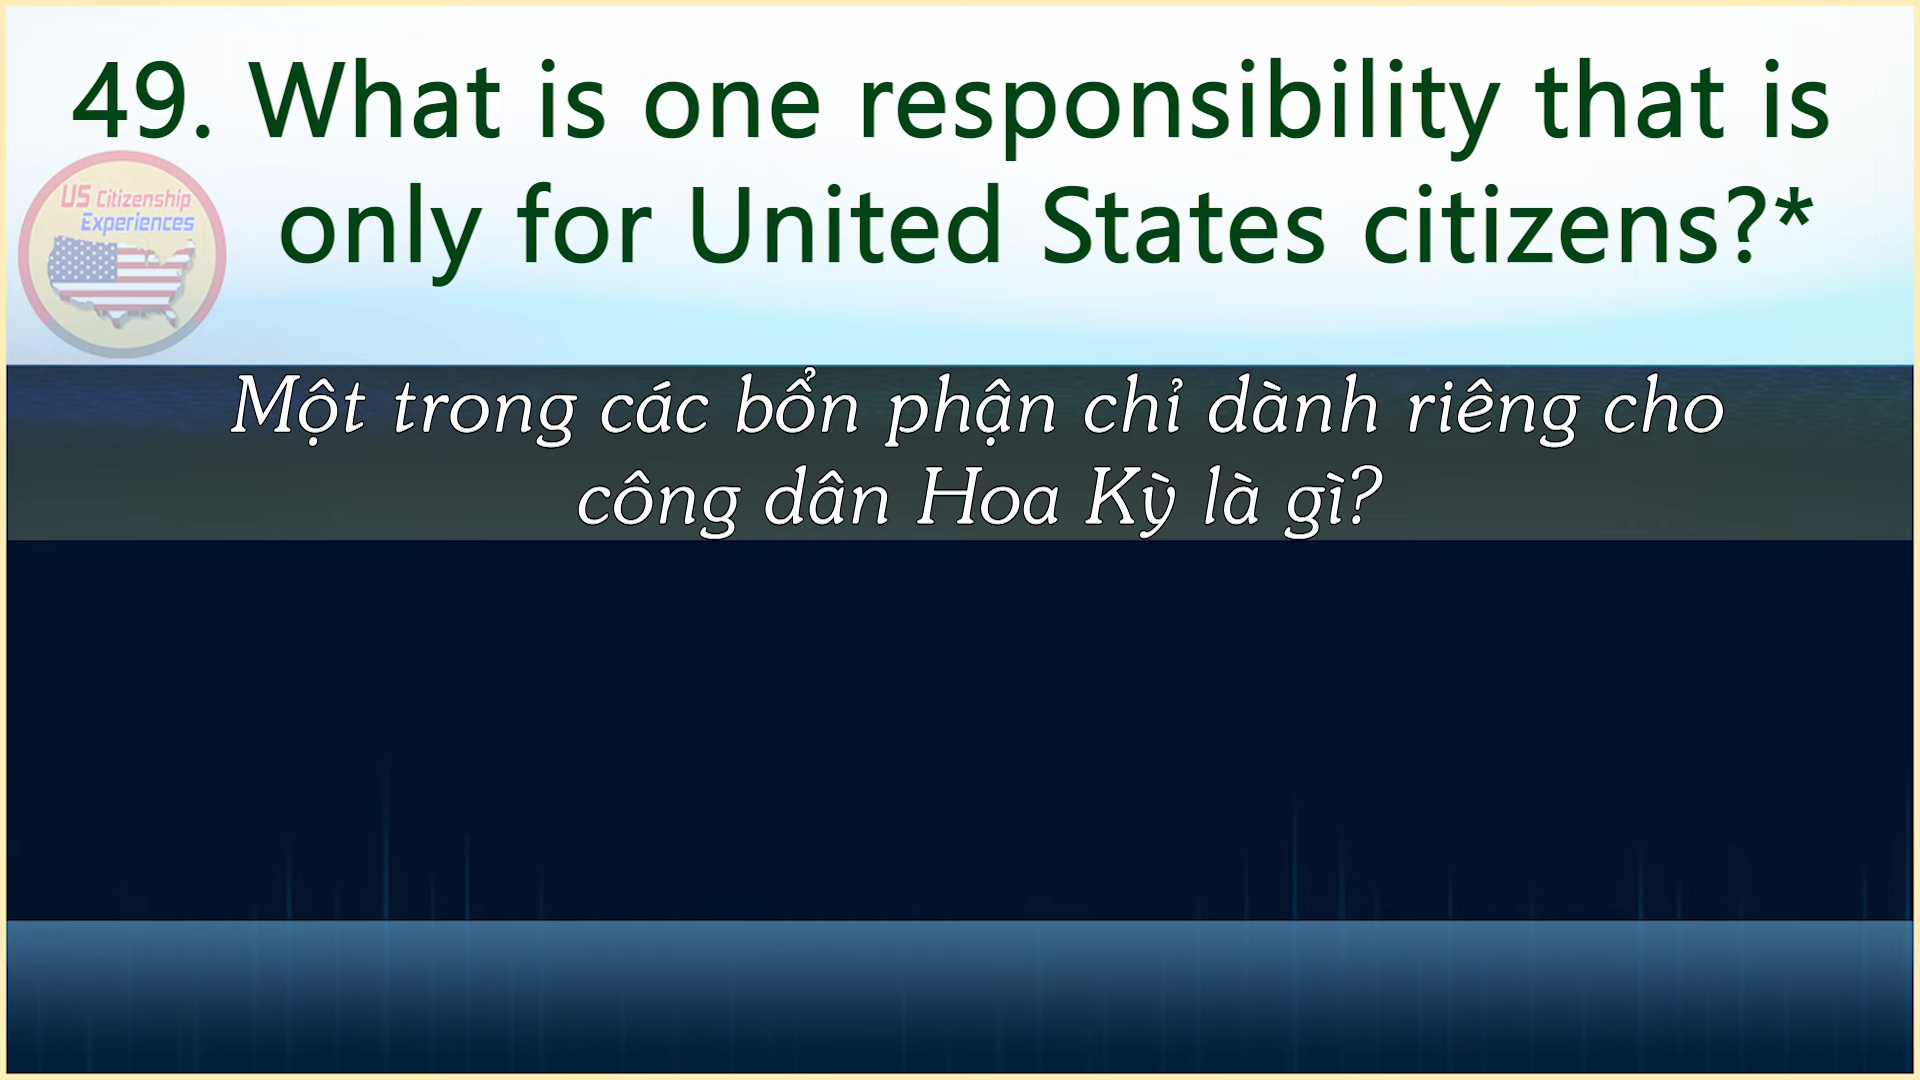 49. What is one responsibility that is
only for United States citizens?*
US Citizenship
Experiences
Một trong các bổn phận chỉ dành riêng cho
công dân Hoa Kỳ là gì?